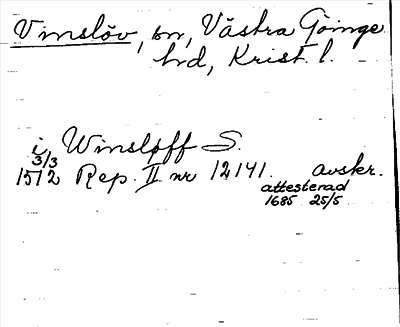 Vinslöv, sn, Västra Göinge
hd, Krist. l.
i Winsløff S.
3/3
1512 Rep. II nr 12141. avskr.
attesterad
1685 25/5